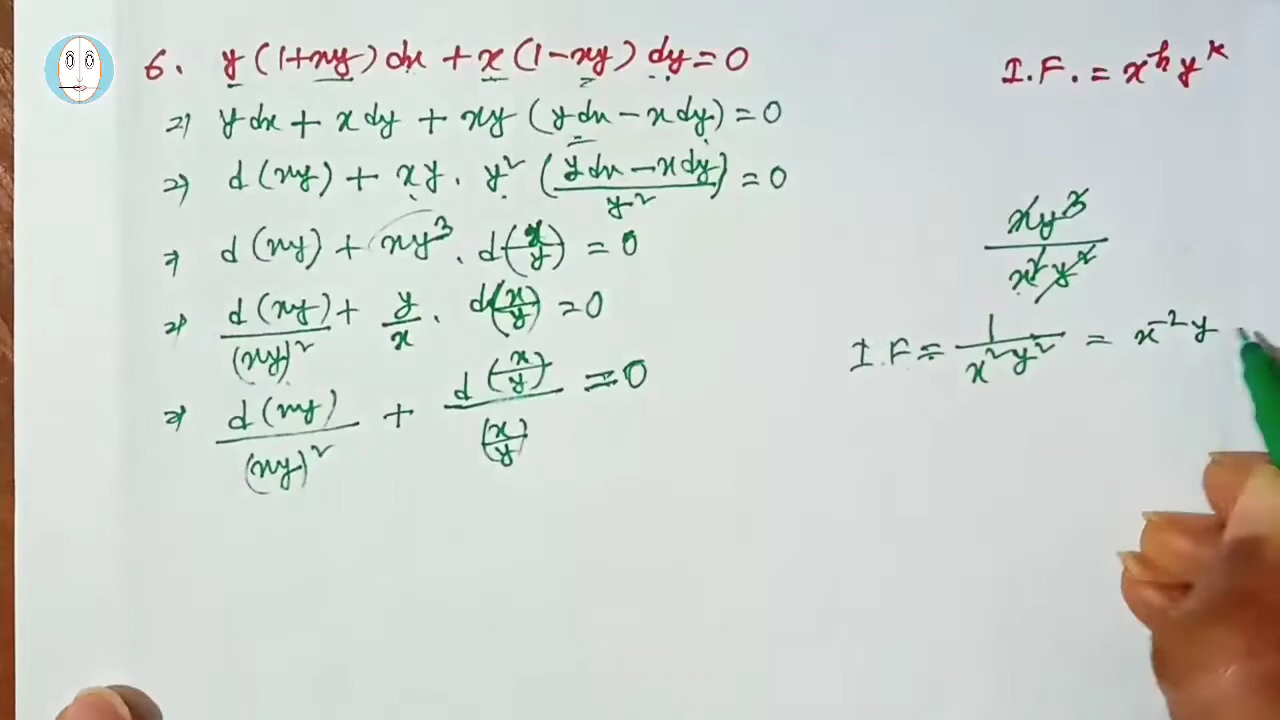 6. y(1+xy)dx + x(1-xy)dy=0
⇒ ydx + xdy + xy(ydx - xdy)=0
⇒ d(xy) + xy . y² (ydx - xdy)/y² =0
⇒ d(xy) + xy³ . d(x/y) = 0
⇒ d(xy)/(xy)² + y/x . d(x/y) =0
⇒ d(xy)/(xy)² + d(x/y)/(x/y) =0
I.F. = x^h y^k
xy³/x²y²
I.F = 1/x²y² = x⁻²y